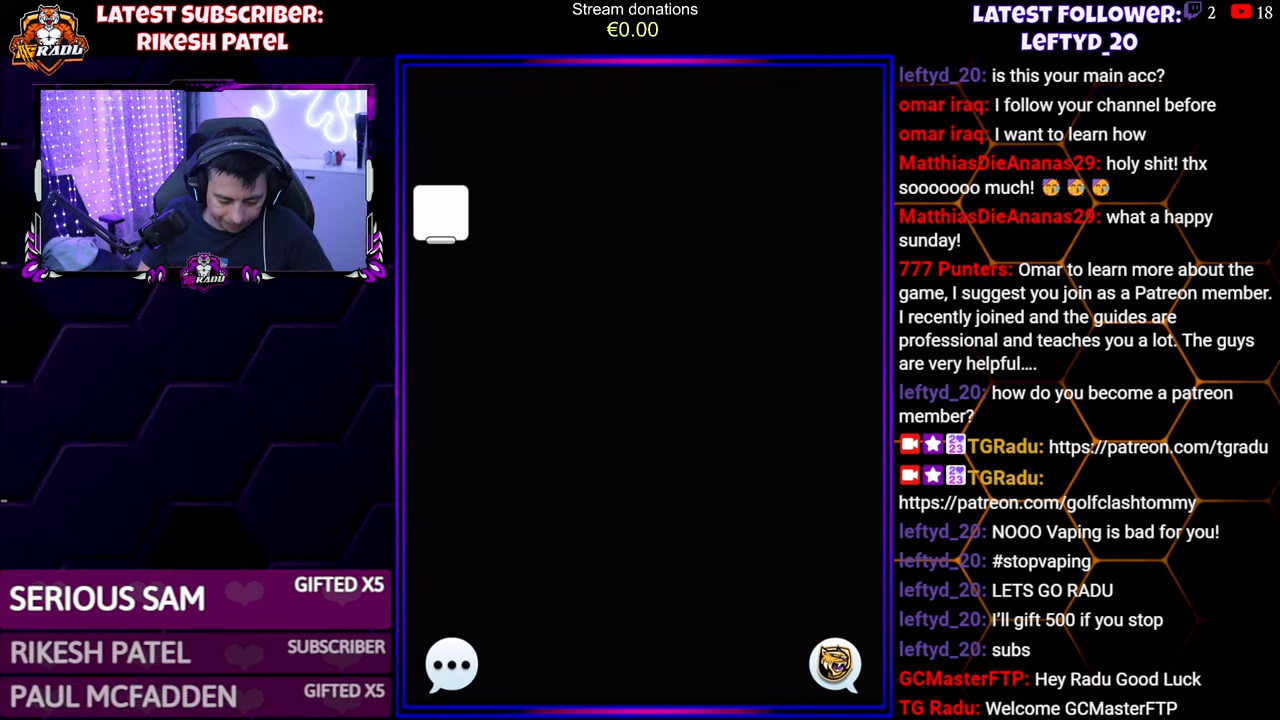 LATEST SUBSCRIBER:
RIKESH PATEL
RADU
Stream donations
€0.00
LATEST FOLLOWER:
LEFTYD_20
2
18
leftyd_20: is this your main acc?
omar iraq: I follow your channel before
omar iraq: I want to learn how
MatthiasDieAnanas29: holy shit! thx
sooooooo much! 🥳 🥳 🥳
MatthiasDieAnanas29: what a happy
sunday!
777 Punters: Omar to learn more about the
game, I suggest you join as a Patreon member.
I recently joined and the guides are
professional and teaches you a lot. The guys
are very helpful....
leftyd_20: how do you become a patreon
member?
TGRadu: https://patreon.com/tgradu
TGRadu:
https://patreon.com/golfclashtommy
leftyd_20: NOOO Vaping is bad for you!
leftyd_20: #stopvaping
leftyd_20: LETS GO RADU
leftyd_20: I'll gift 500 if you stop
leftyd_20: subs
GCMasterFTP: Hey Radu Good Luck
TG Radu: Welcome GCMasterFTP
RADU
SERIOUS SAM
GIFTED X5
RIKESH PATEL
SUBSCRIBER
PAUL MCFADDEN
GIFTED X5